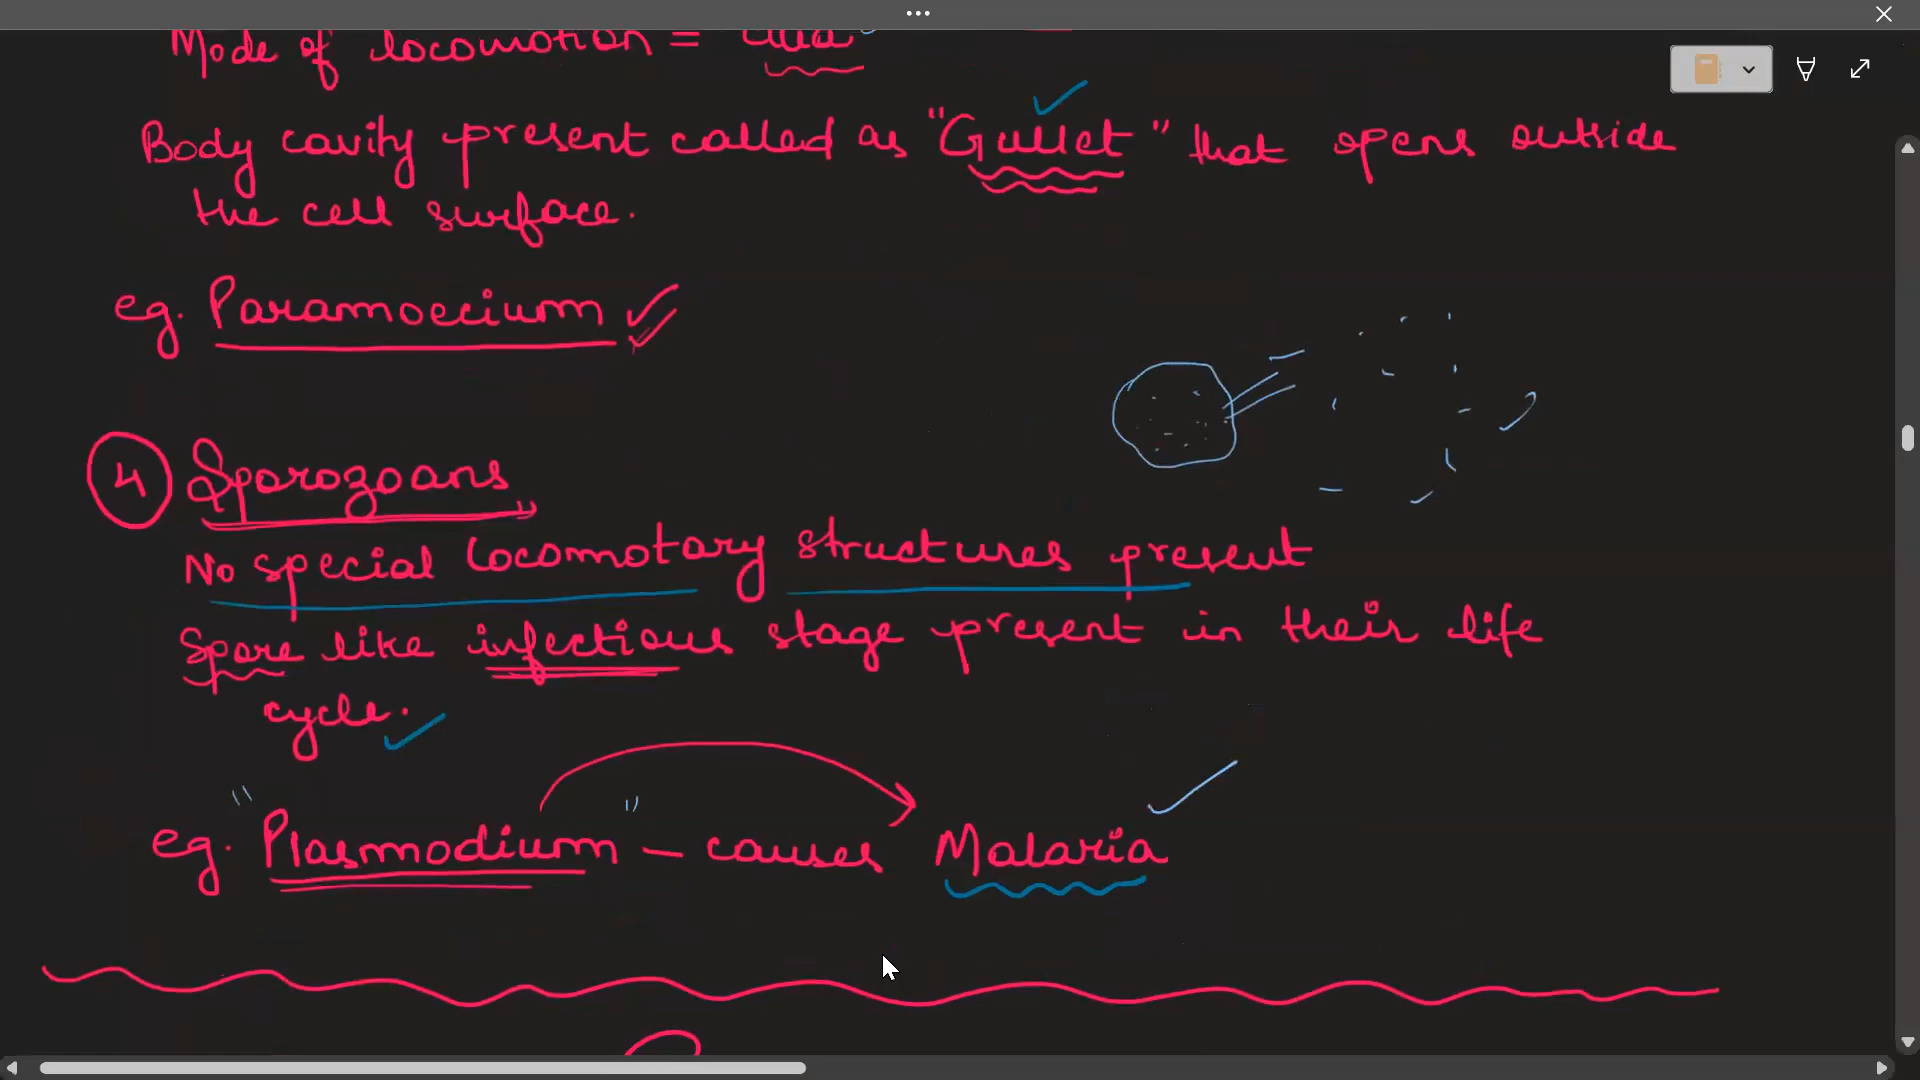 Mode of locomotion = Cilia
Body cavity present called as "Gullet" that opens outside
the cell surface.
eg. Paramoecium
4 Sporozoans
No special locomotary structures present
Spore like infectious stage present in their life
cycle.
eg. "Plasmodium" - causes Malaria